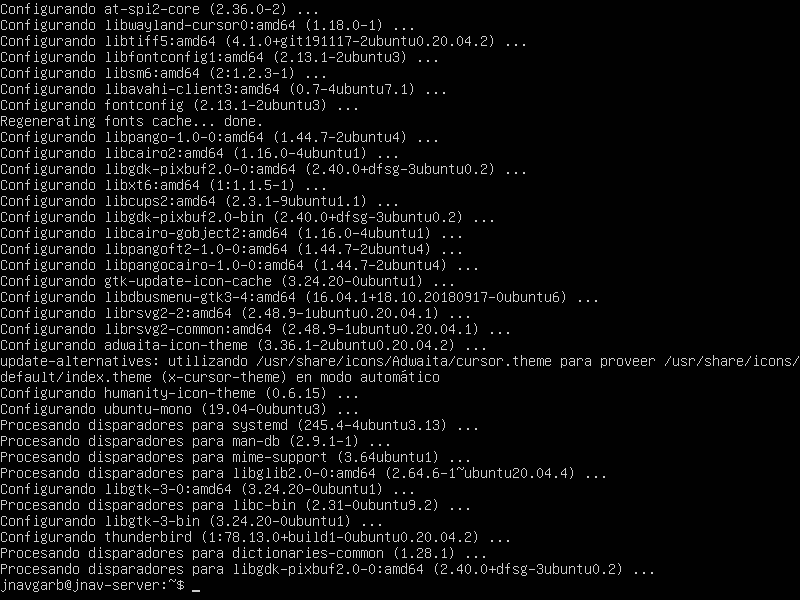 Configurando at-spi2-core (2.36.0-2) ...
Configurando libwayland-cursor0:amd64 (1.18.0-1) ...
Configurando libtiff5:amd64 (4.1.0+git191117-2ubuntu0.20.04.2) ...
Configurando libfontconfig1:amd64 (2.13.1-2ubuntu3) ...
Configurando libsm6:amd64 (2:1.2.3-1) ...
Configurando libavahi-client3:amd64 (0.7-4ubuntu7.1) ...
Configurando fontconfig (2.13.1-2ubuntu3) ...
Regenerating fonts cache... done.
Configurando libpango-1.0-0:amd64 (1.44.7-2ubuntu4) ...
Configurando libcairo2:amd64 (1.16.0-4ubuntu1) ...
Configurando libgdk-pixbuf2.0-0:amd64 (2.40.0+dfsg-3ubuntu0.2) ...
Configurando libxt6:amd64 (1:1.1.5-1) ...
Configurando libcups2:amd64 (2.3.1-9ubuntu1.1) ...
Configurando libgdk-pixbuf2.0-bin (2.40.0+dfsg-3ubuntu0.2) ...
Configurando libcairo-gobject2:amd64 (1.16.0-4ubuntu1) ...
Configurando libpangoft2-1.0-0:amd64 (1.44.7-2ubuntu4) ...
Configurando libpangocairo-1.0-0:amd64 (1.44.7-2ubuntu4) ...
Configurando gtk-update-icon-cache (3.24.20-0ubuntu1) ...
Configurando libdbusmenu-gtk3-4:amd64 (16.04.1+18.10.20180917-0ubuntu6) ...
Configurando librsvg2-2:amd64 (2.48.9-1ubuntu0.20.04.1) ...
Configurando librsvg2-common:amd64 (2.48.9-1ubuntu0.20.04.1) ...
Configurando adwaita-icon-theme (3.36.1-2ubuntu0.20.04.2) ...
update-alternatives: utilizando /usr/share/icons/Adwaita/cursor.theme para proveer /usr/share/icons/
default/index.theme (x-cursor-theme) en modo automático
Configurando humanity-icon-theme (0.6.15) ...
Configurando ubuntu-mono (19.04-0ubuntu3) ...
Procesando disparadores para systemd (245.4-4ubuntu3.13) ...
Procesando disparadores para man-db (2.9.1-1) ...
Procesando disparadores para mime-support (3.64ubuntu1) ...
Procesando disparadores para libglib2.0-0:amd64 (2.64.6-1~ubuntu20.04.4) ...
Configurando libgtk-3-0:amd64 (3.24.20-0ubuntu1) ...
Procesando disparadores para libc-bin (2.31-0ubuntu9.2) ...
Configurando libgtk-3-bin (3.24.20-0ubuntu1) ...
Configurando thunderbird (1:78.13.0+build1-0ubuntu0.20.04.2) ...
Procesando disparadores para dictionaries-common (1.28.1) ...
Procesando disparadores para libgdk-pixbuf2.0-0:amd64 (2.40.0+dfsg-3ubuntu0.2) ...
jnavgarb@jnav-server:~$ _